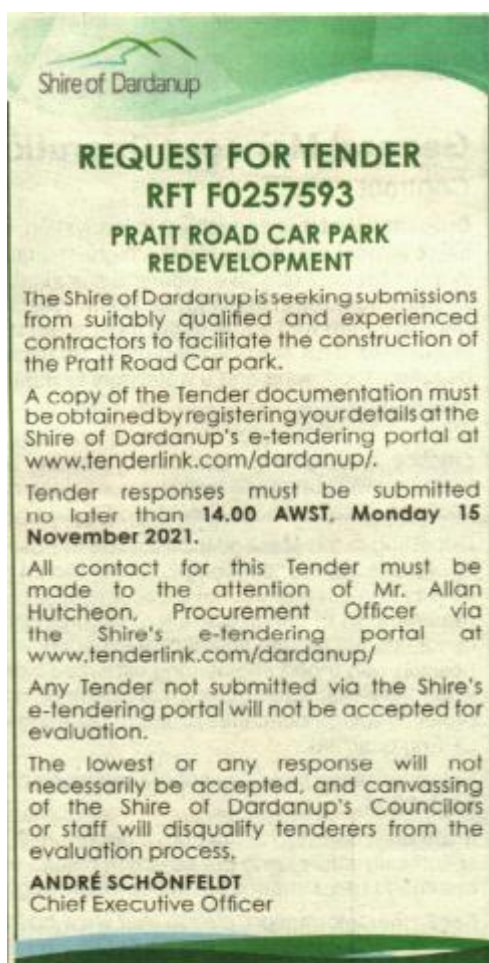 Shire of Dardanup
REQUEST FOR TENDER
RFT F0257593
PRATT ROAD CAR PARK
REDEVELOPMENT
The Shire of Dardanup is seeking submissions
from suitably qualified and experienced
contractors to facilitate the construction of
the Pratt Road Car park.
A copy of the Tender documentation must
be obtained by registering your details at the
Shire of Dardanup's e-tendering portal at
www.tenderlink.com/dardanup/.
Tender responses must be submitted
no later than 14.00 AWST, Monday 15
November 2021.
All contact for this Tender must be
made to the attention of Mr. Allan
Hutcheon, Procurement Officer via
the Shire's e-tendering portal at
www.tenderlink.com/dardanup/
Any Tender not submitted via the Shire's
e-tendering portal will not be accepted for
evaluation.
The lowest or any response will not
necessarily be accepted, and canvassing
of the Shire of Dardanup's Councilors
or staff will disqualify tenderers from the
evaluation process.
ANDRÉ SCHÖNFELDT
Chief Executive Officer